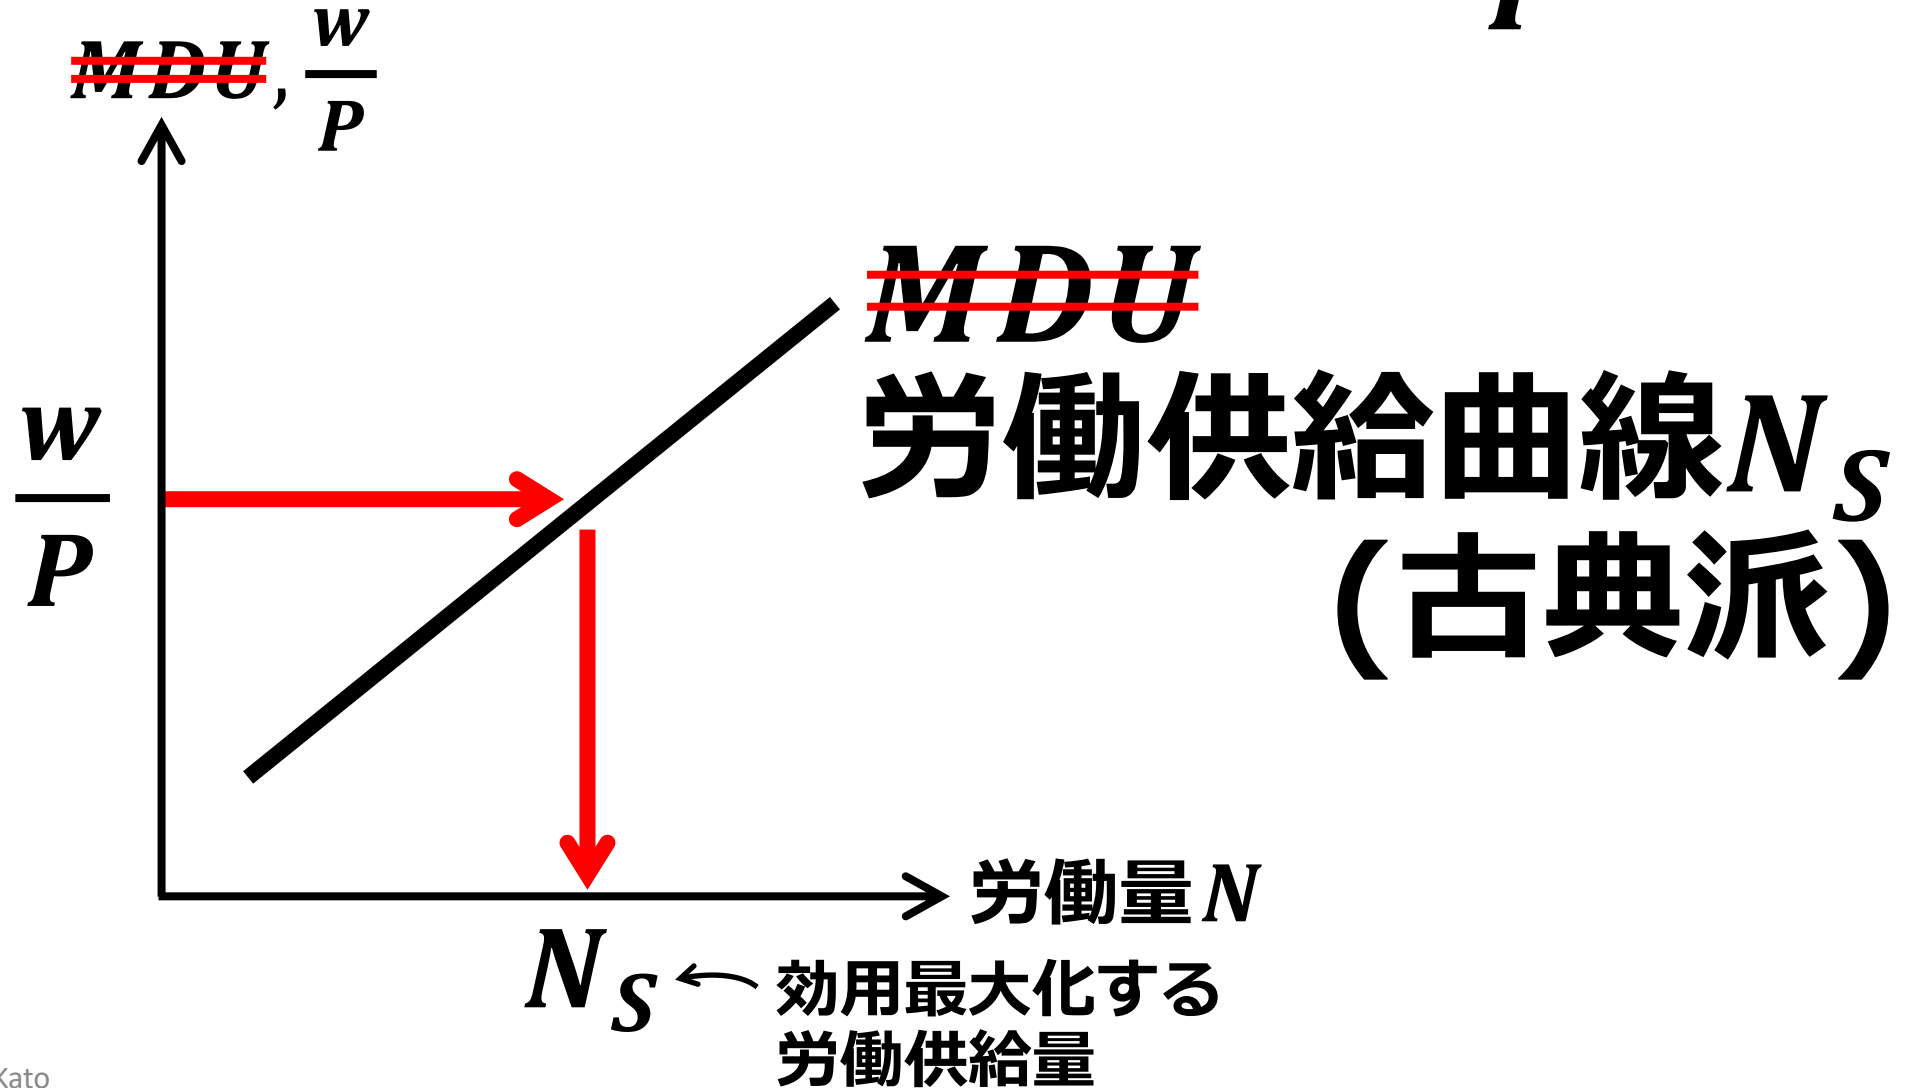 MDU, w/P
MDU
労働供給曲線N_S
(古典派)
w/P
労働量N
N_S
効用最大化する
労働供給量
Kato